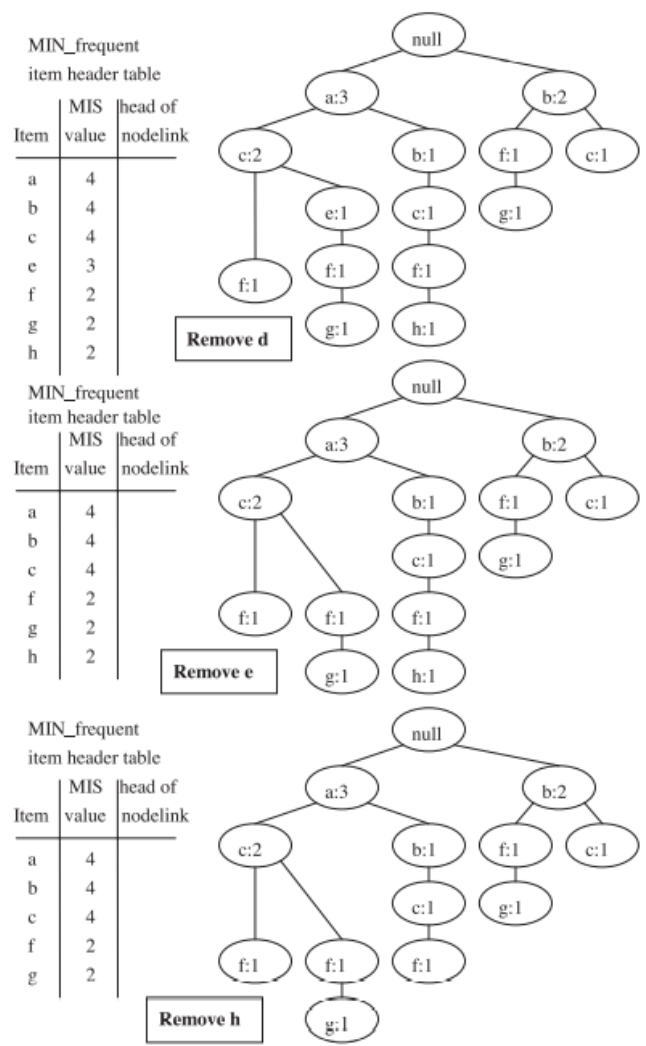 MIN_frequent
item header table
MIS head of
Item value nodelink
a 4
b 4
c 4
e 3
f 2
g 2
h 2
null
a:3 b:2
c:2 b:1 f:1 c:1
e:1 c:1 g:1
f:1 f:1 f:1
g:1 h:1
Remove d
MIN_frequent
item header table
MIS head of
Item value nodelink
a 4
b 4
c 4
f 2
g 2
h 2
null
a:3 b:2
c:2 b:1 f:1 c:1
c:1 g:1
f:1 f:1 f:1
g:1 h:1
Remove e
MIN_frequent
item header table
MIS head of
Item value nodelink
a 4
b 4
c 4
f 2
g 2
null
a:3 b:2
c:2 b:1 f:1 c:1
c:1 g:1
f:1 f:1 f:1
g:1
Remove h